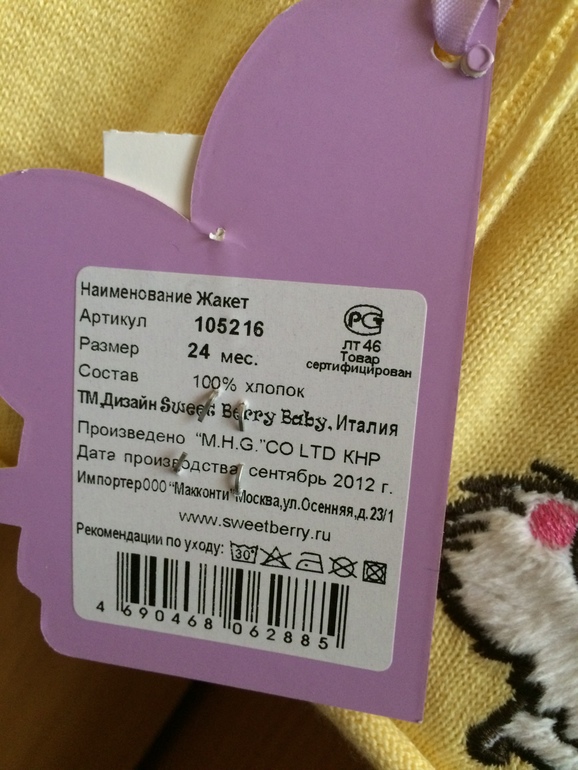 Наименование Жакет
Артикул 105216
Размер 24 мес.
РСТ
лт 46
Товар
сертифицирован
Состав 100% хлопок
ТМ,Дизайн Sweet Berry Baby, Италия
Произведено "M.H.G."CO LTD КНР
Дата производства сентябрь 2012 г.
Импортер ООО "Макконти" Москва,ул.Осенняя,д.23/1
www.sweetberry.ru
Рекомендации по уходу: 30°
4 690468 062885